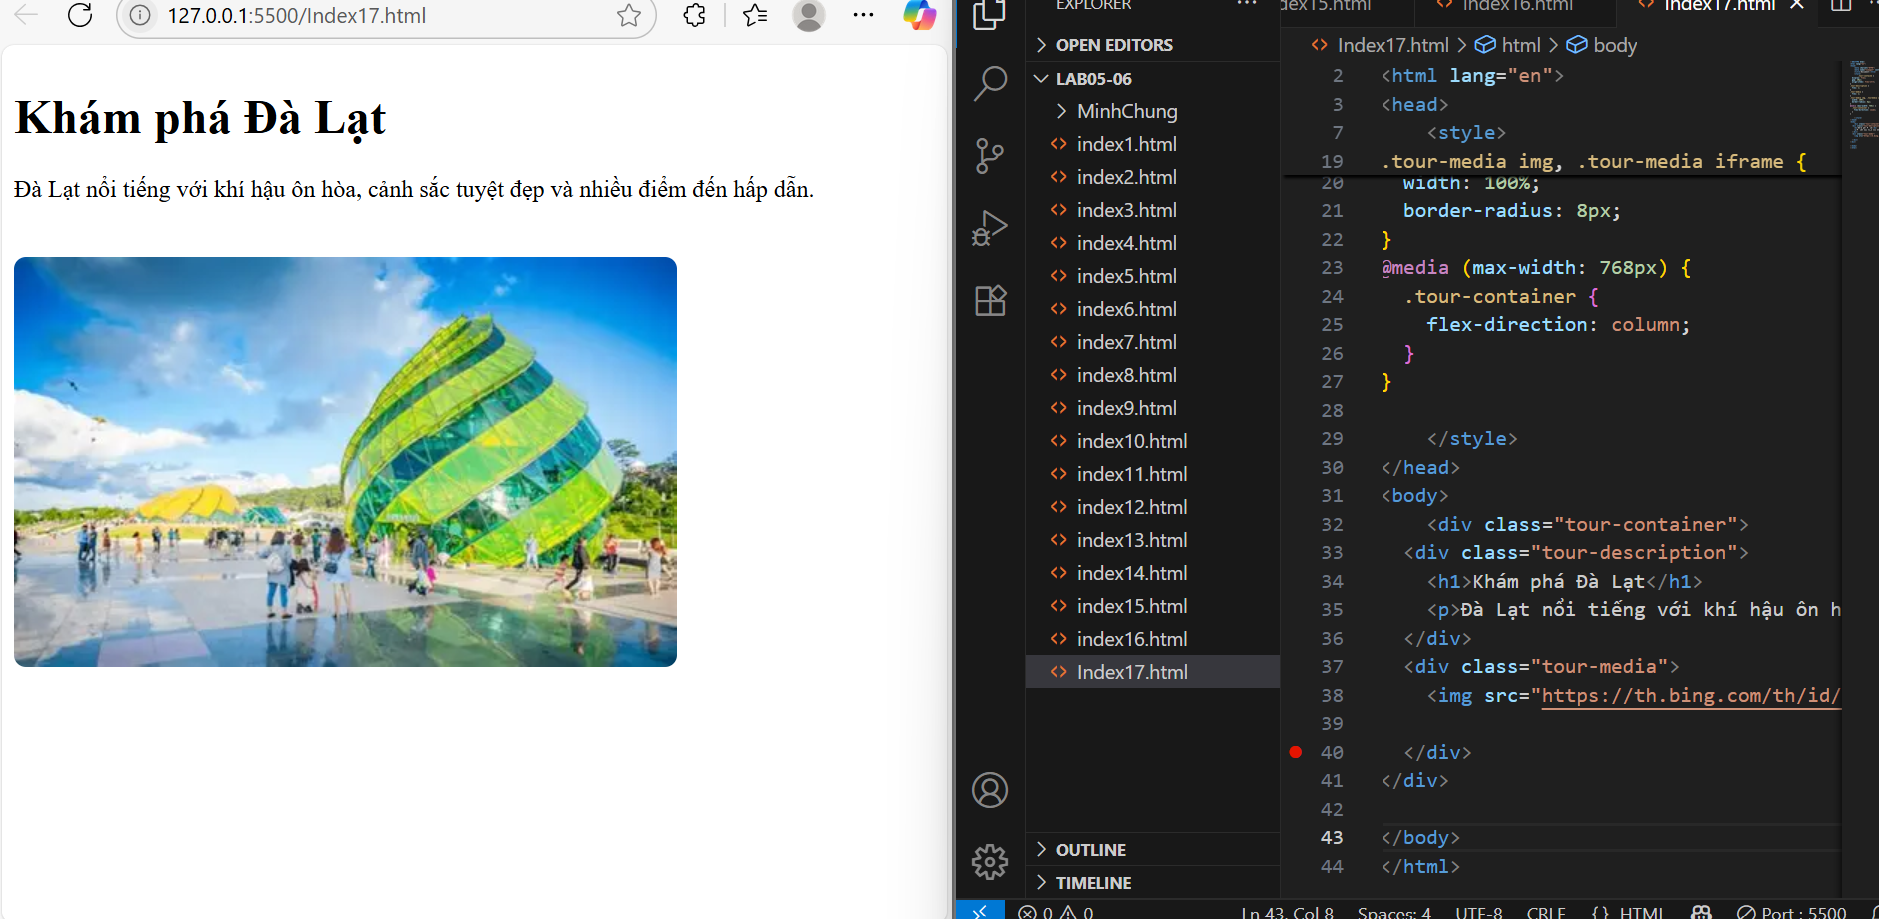 127.0.0.1:5500/Index17.html
Khám phá Đà Lạt
Đà Lạt nổi tiếng với khí hậu ôn hòa, cảnh sắc tuyệt đẹp và nhiều điểm đến hấp dẫn.
EXPLORER
OPEN EDITORS
LAB05-06
MinhChung
index1.html
index2.html
index3.html
index4.html
index5.html
index6.html
index7.html
index8.html
index9.html
index10.html
index11.html
index12.html
index13.html
index14.html
index15.html
index16.html
Index17.html
OUTLINE
TIMELINE
dex15.html index16.html Index17.html
Index17.html > html > body
2 <html lang="en">
3 <head>
7 <style>
19 .tour-media img, .tour-media iframe {
20 width: 100%;
21 border-radius: 8px;
22 }
23 @media (max-width: 768px) {
24 .tour-container {
25 flex-direction: column;
26 }
27 }
28
29 </style>
30 </head>
31 <body>
32 <div class="tour-container">
33 <div class="tour-description">
34 <h1>Khám phá Đà Lạt</h1>
35 <p>Đà Lạt nổi tiếng với khí hậu ôn h
36 </div>
37 <div class="tour-media">
38 <img src="https://th.bing.com/th/id/
39
40 </div>
41 </div>
42
43 </body>
44 </html>
0 0 Ln 43, Col 8 Spaces: 4 UTF-8 CRLF {} HTML Port : 5500